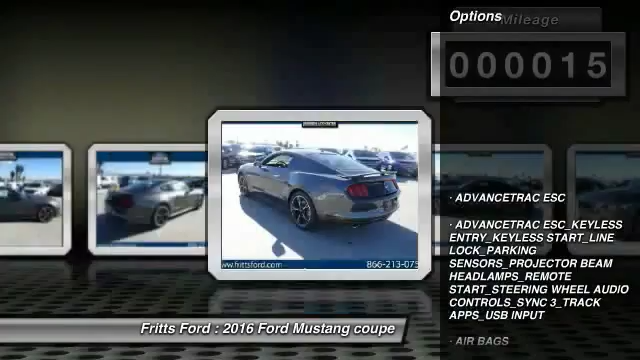 Options
Mileage
000015
www.frittsford.com
866-213-075
· ADVANCETRAC ESC
· ADVANCETRAC ESC_KEYLESS
ENTRY_KEYLESS START_LINE
LOCK_PARKING
SENSORS_PROJECTOR BEAM
HEADLAMPS_REMOTE
START_STEERING WHEEL AUDIO
CONTROLS_SYNC 3_TRACK
APPS_USB INPUT
· AIR BAGS
Fritts Ford : 2016 Ford Mustang coupe